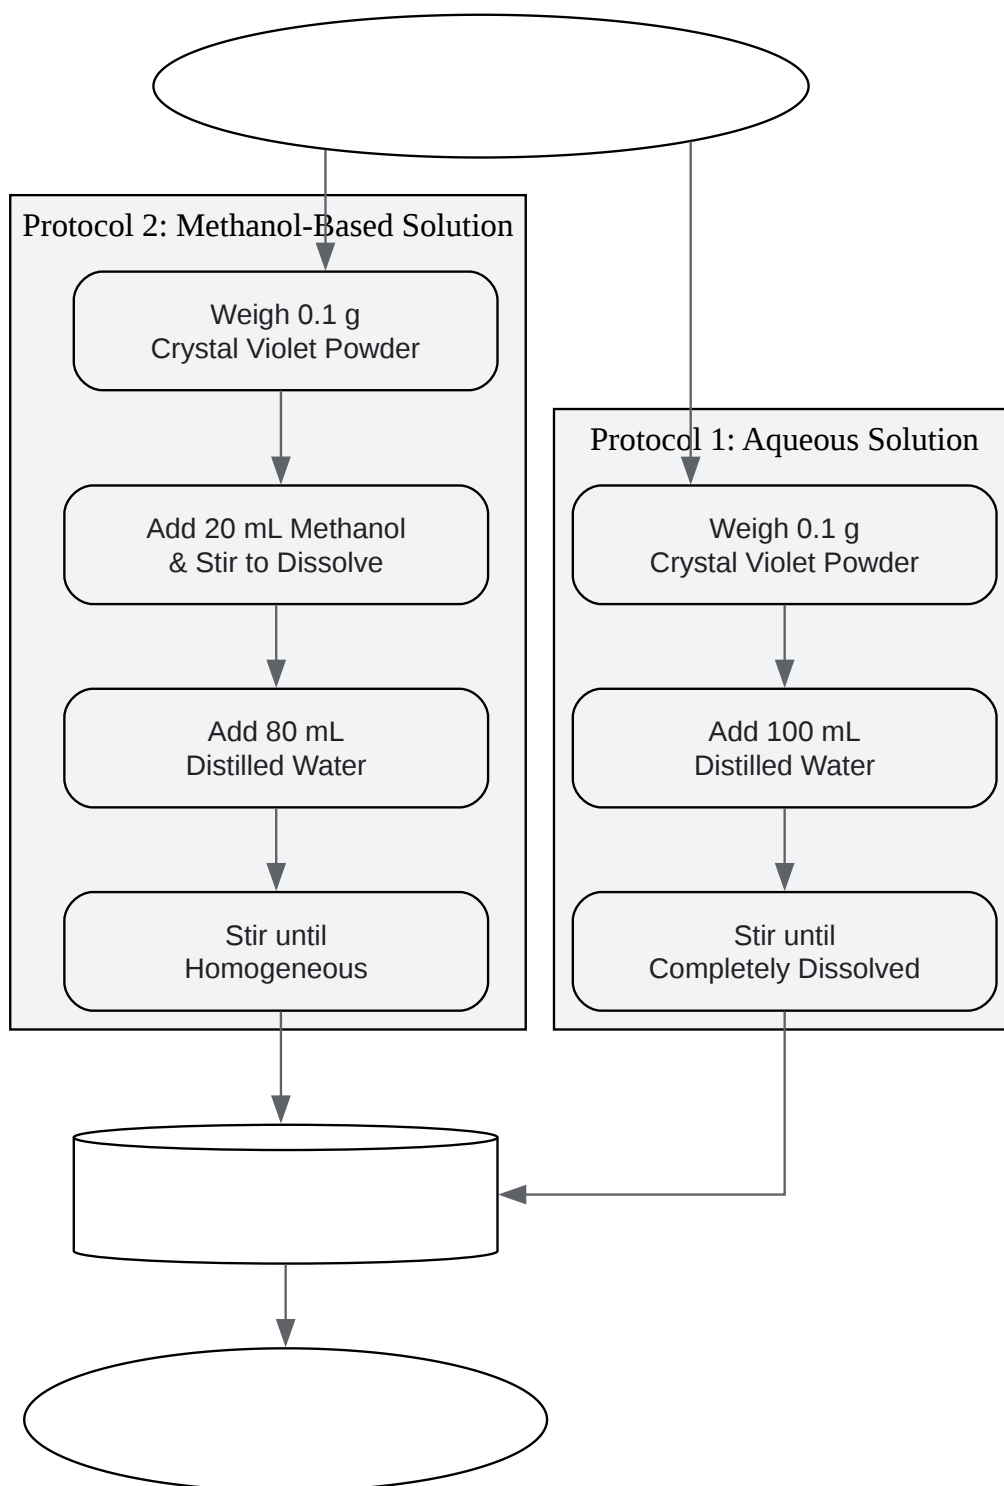 Protocol 2: Methanol-Based Solution
Weigh 0.1 g
Crystal Violet Powder
Add 20 mL Methanol
& Stir to Dissolve
Add 80 mL
Distilled Water
Stir until
Homogeneous
Protocol 1: Aqueous Solution
Weigh 0.1 g
Crystal Violet Powder
Add 100 mL
Distilled Water
Stir until
Completely Dissolved